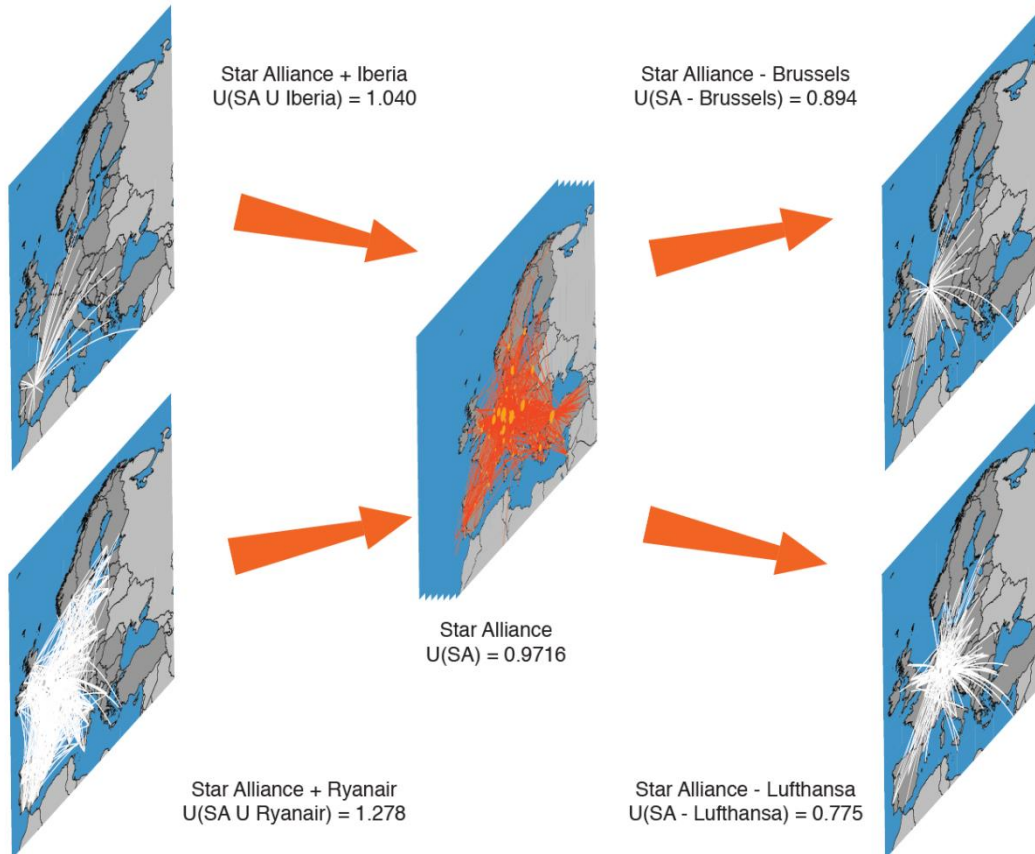 Star Alliance + Iberia
U(SA U Iberia) = 1.040
Star Alliance - Brussels
U(SA - Brussels) = 0.894
Star Alliance
U(SA) = 0.9716
Star Alliance + Ryanair
U(SA U Ryanair) = 1.278
Star Alliance - Lufthansa
U(SA - Lufthansa) = 0.775